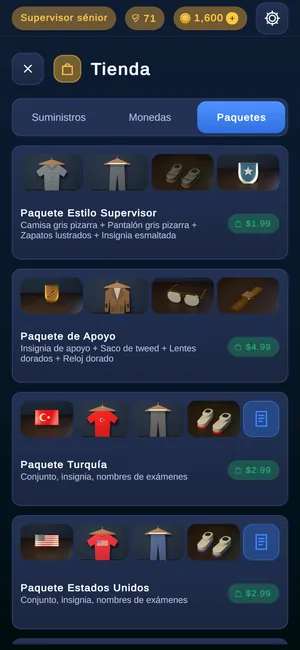 Supervisor sénior
71
1,600
Tienda
Suministros
Monedas
Paquetes
Paquete Estilo Supervisor
Camisa gris pizarra + Pantalón gris pizarra +
Zapatos lustrados + Insignia esmaltada
$1.99
Paquete de Apoyo
Insignia de apoyo + Saco de tweed + Lentes
dorados + Reloj dorado
$4.99
Paquete Turquía
Conjunto, insignia, nombres de exámenes
$2.99
Paquete Estados Unidos
Conjunto, insignia, nombres de exámenes
$2.99